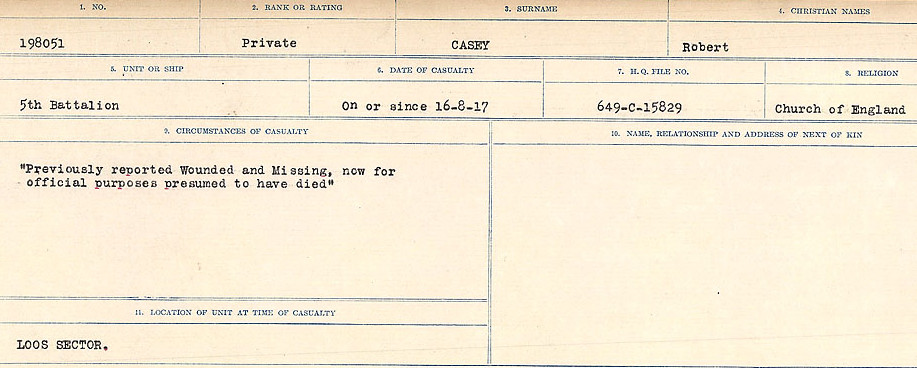 1. NO. 2. RANK OR RATING 3. SURNAME 4. CHRISTIAN NAMES
198051 Private CASEY Robert
5. UNIT OR SHIP 6. DATE OF CASUALTY 7. H.Q. FILE NO. 8. RELIGION
5th Battalion On or since 16-8-17 649-C-15829 Church of England
9. CIRCUMSTANCES OF CASUALTY 10. NAME, RELATIONSHIP AND ADDRESS OF NEXT OF KIN
"Previously reported Wounded and Missing, now for
official purposes presumed to have died"
11. LOCATION OF UNIT AT TIME OF CASUALTY
LOOS SECTOR.